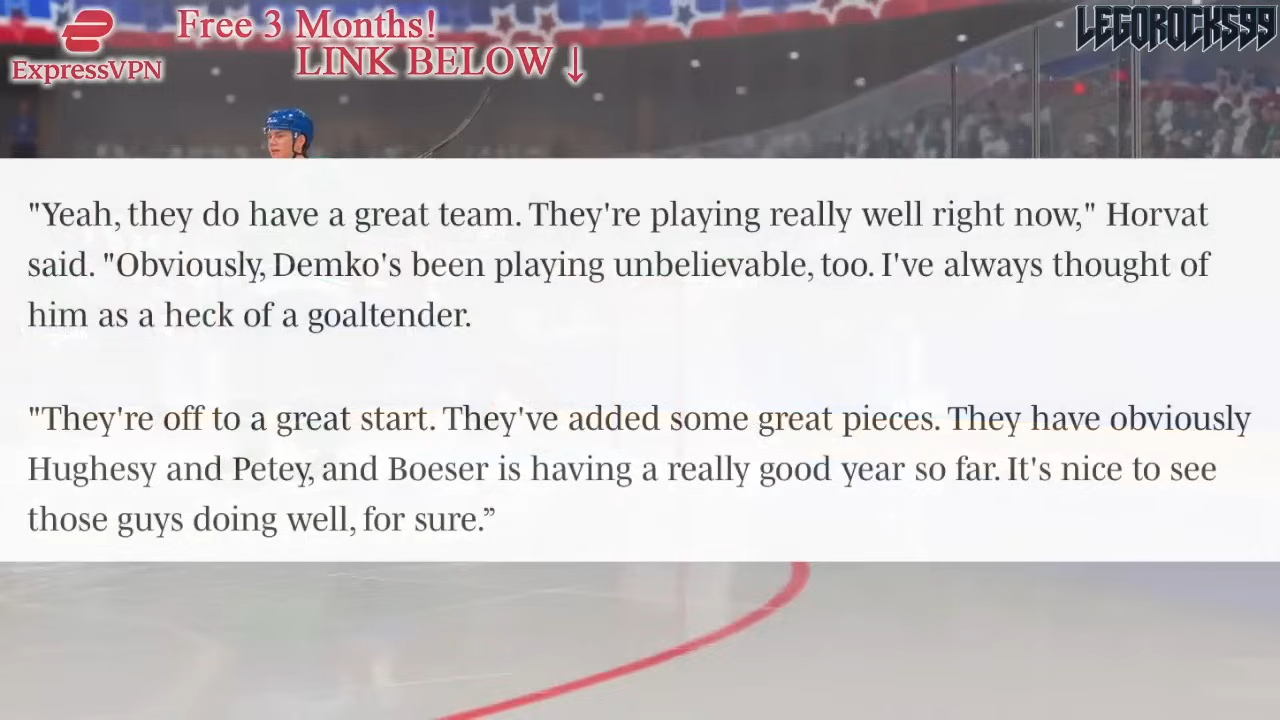 Free 3 Months!
LINK BELOW ↓
ExpressVPN
LEGOROCKS99
"Yeah, they do have a great team. They're playing really well right now," Horvat
said. "Obviously, Demko's been playing unbelievable, too. I've always thought of
him as a heck of a goaltender.
"They're off to a great start. They've added some great pieces. They have obviously
Hughesy and Petey, and Boeser is having a really good year so far. It's nice to see
those guys doing well, for sure.”